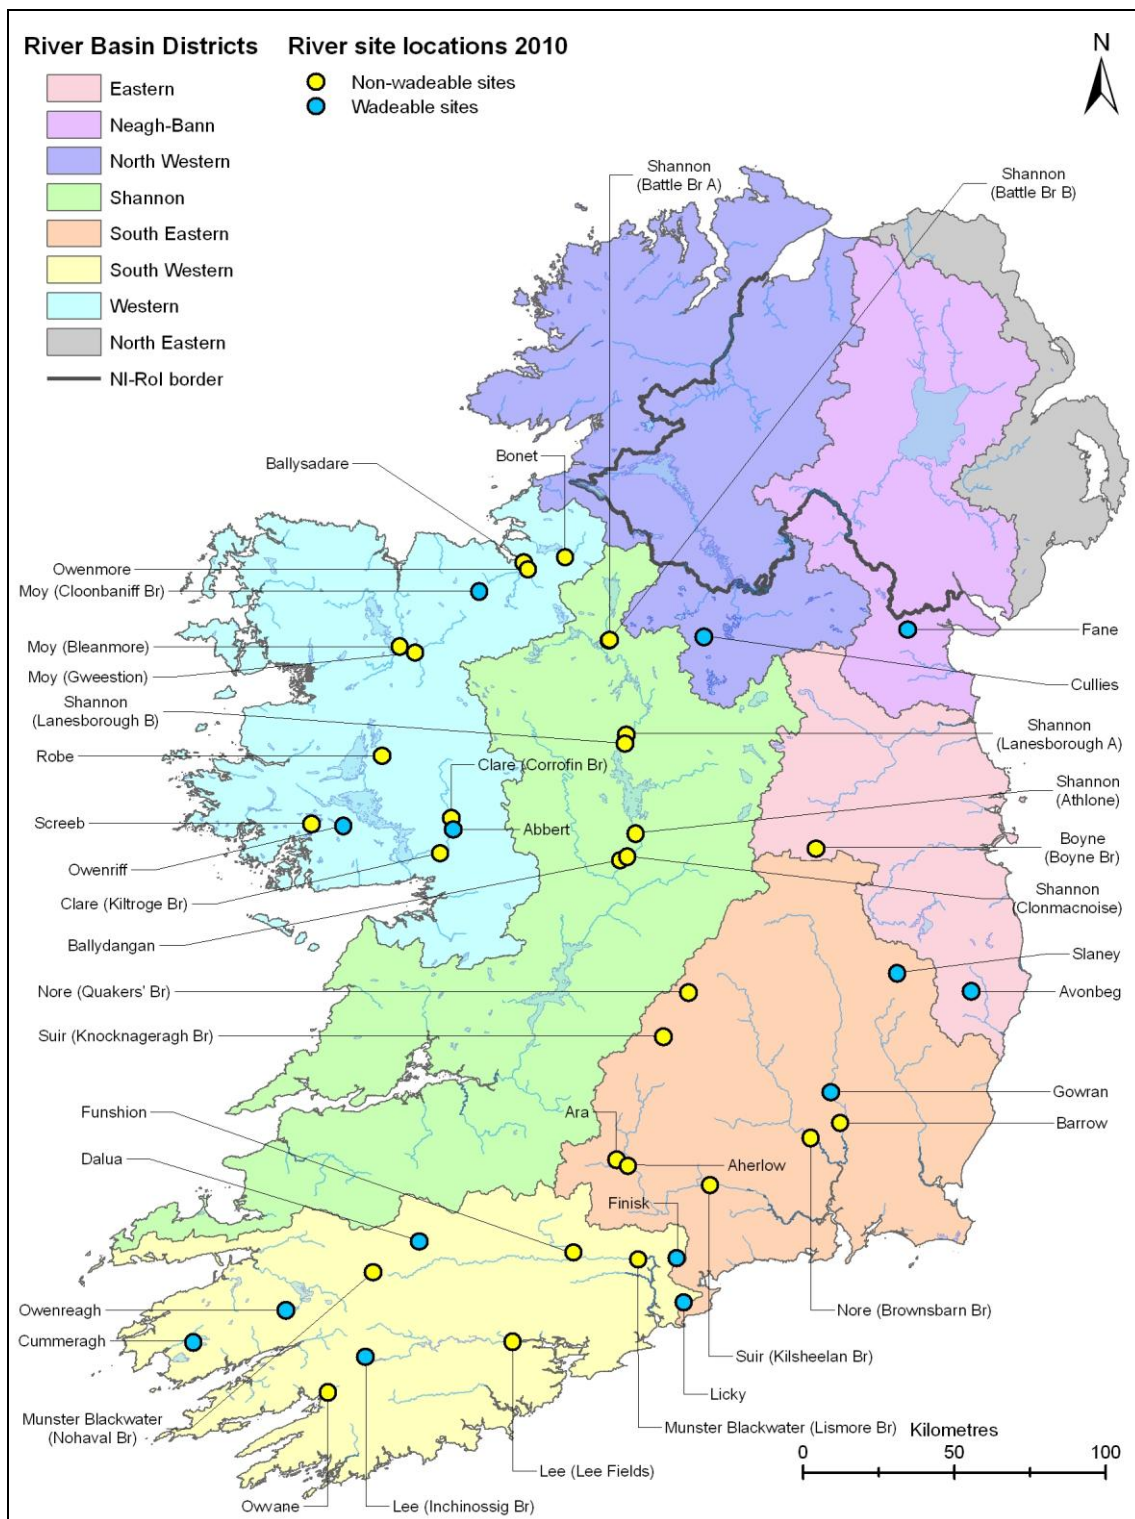 River Basin Districts
Eastern
Neagh-Bann
North Western
Shannon
South Eastern
South Western
Western
North Eastern
NI-RoI border
River site locations 2010
Non-wadeable sites
Wadeable sites
N
Shannon
(Battle Br A)
Shannon
(Battle Br B)
Bonet
Ballysadare
Owenmore
Moy (Cloonbaniff Br)
Moy (Bleanmore)
Moy (Gweestion)
Shannon
(Lanesborough B)
Robe
Clare (Corrofin Br)
Screeb
Abbert
Owenriff
Clare (Kiltroge Br)
Ballydangan
Fane
Cullies
Shannon
(Lanesborough A)
Shannon
(Athlone)
Boyne
(Boyne Br)
Shannon
(Clonmacnoise)
Slaney
Avonbeg
Nore (Quakers' Br)
Suir (Knocknageragh Br)
Gowran
Barrow
Funshion
Ara
Dalua
Aherlow
Finisk
Owenreagh
Cummeragh
Nore (Brownsbarn Br)
Suir (Kilsheelan Br)
Licky
Munster Blackwater
(Nohaval Br)
Munster Blackwater (Lismore Br)
Lee (Lee Fields)
Owvane
Lee (Inchinossig Br)
Kilometres
0 50 100